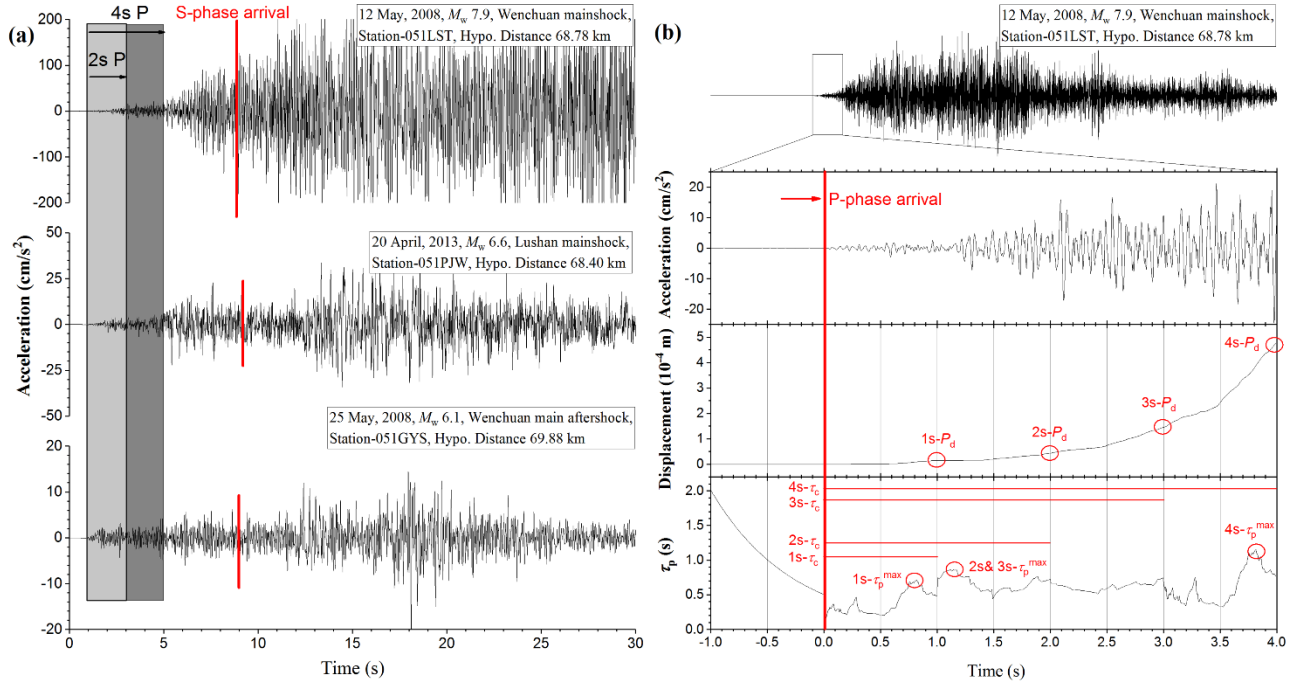 (a)
4s P
2s P
S-phase arrival
12 May, 2008, Mw 7.9, Wenchuan mainshock,
Station-051LST, Hypo. Distance 68.78 km
200
100
0
-100
-200
20 April, 2013, Mw 6.6, Lushan mainshock,
Station-051PJW, Hypo. Distance 68.40 km
50
25
0
-25
-50
Acceleration (cm/s²)
25 May, 2008, Mw 6.1, Wenchuan main aftershock,
Station-051GYS, Hypo. Distance 69.88 km
20
10
0
-10
-20
0 5 10 15 20 25 30
Time (s)
(b)
12 May, 2008, Mw 7.9, Wenchuan mainshock,
Station-051LST, Hypo. Distance 68.78 km
Acceleration (cm/s²)
20
10
0
-10
-20
P-phase arrival
Displacement (10⁻⁴ m)
5
4
3
2
1
0
1s-Pd
2s-Pd
3s-Pd
4s-Pd
τp (s)
2.0
1.5
1.0
0.5
0.0
4s-τc
3s-τc
2s-τc
1s-τc
1s-τp^max
2s& 3s-τp^max
4s-τp^max
-1.0 -0.5 0.0 0.5 1.0 1.5 2.0 2.5 3.0 3.5 4.0
Time (s)